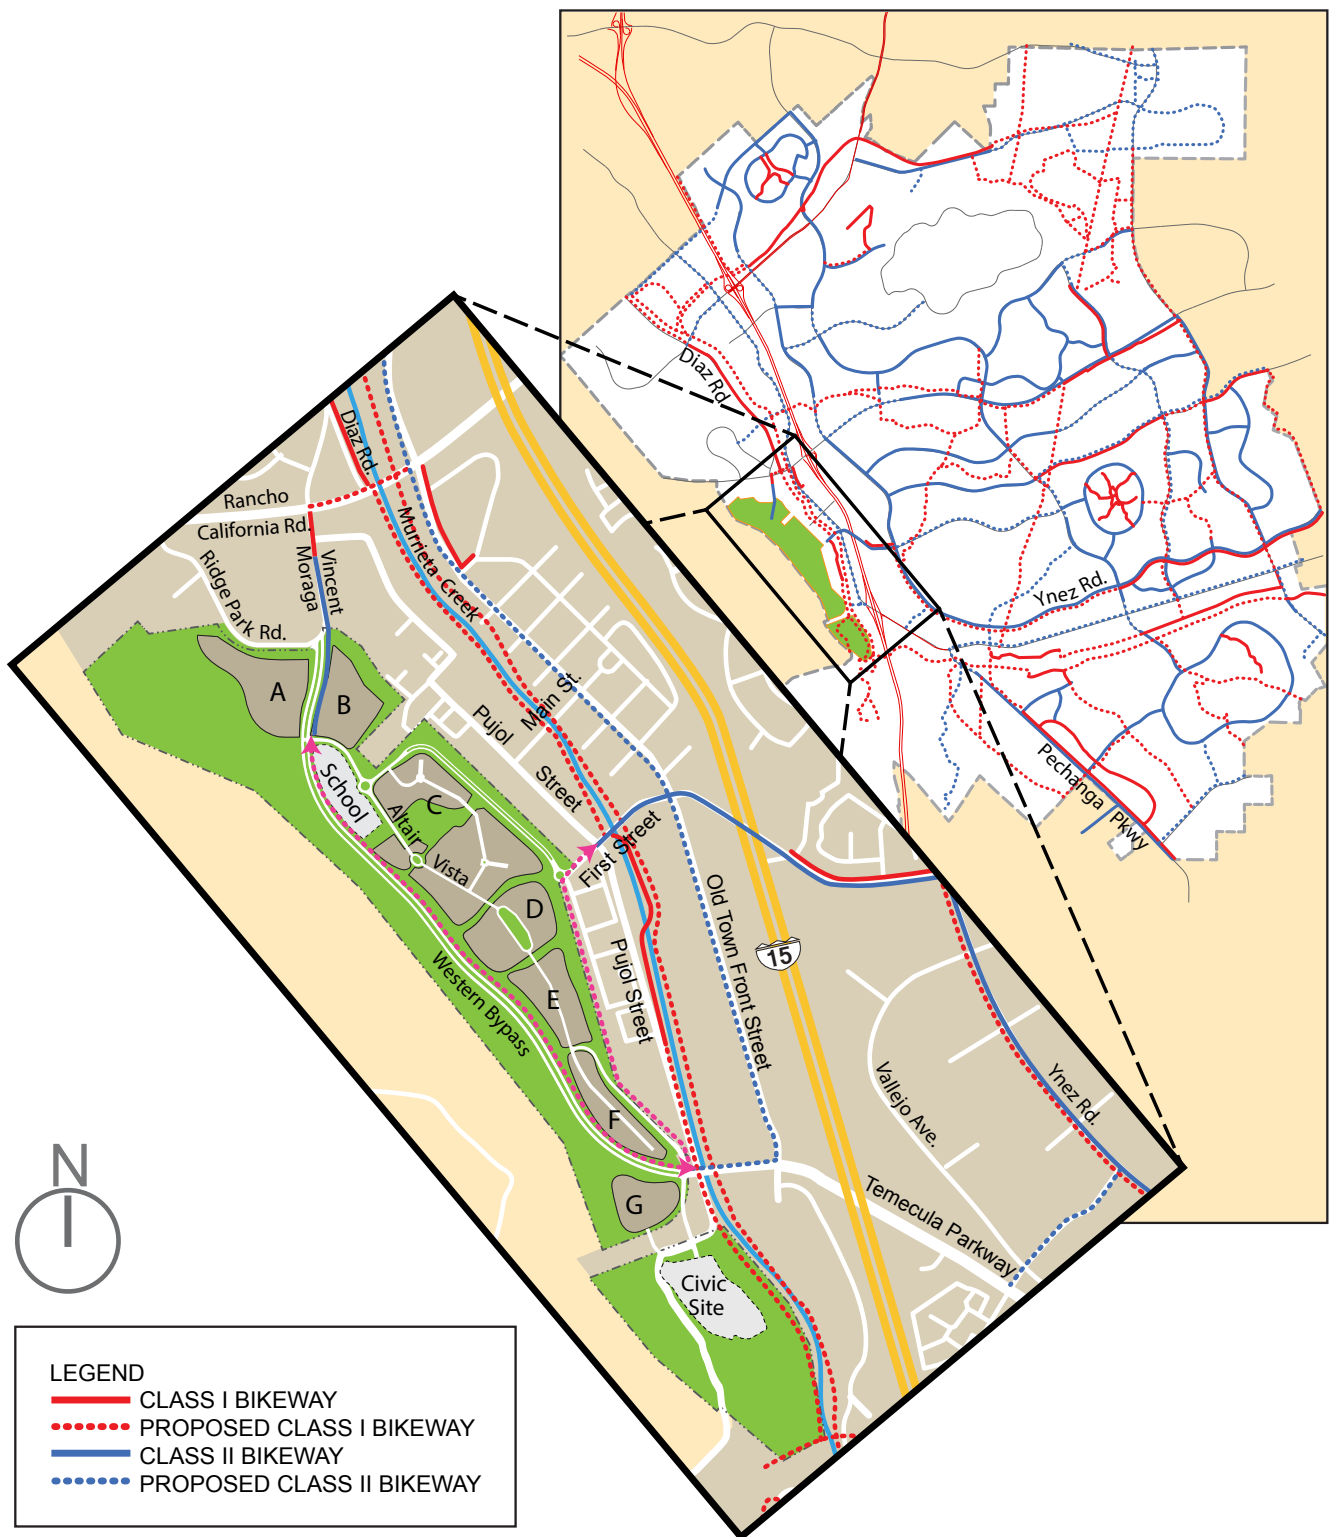 Diaz Rd
Ynez Rd.
Pechanga Pkwy
Diaz Rd.
Rancho
California Rd.
Vincent
Moraga
Ridge Park Rd.
Murrieta Creek
Main St.
Pujol
Street
A
B
School
C
Altair
Vista
First Street
D
Old Town Front Street
15
Pujol Street
E
Western Bypass
Vallejo Ave.
Ynez Rd.
F
Temecula Parkway
G
Civic
Site
N
LEGEND
CLASS I BIKEWAY
PROPOSED CLASS I BIKEWAY
CLASS II BIKEWAY
PROPOSED CLASS II BIKEWAY